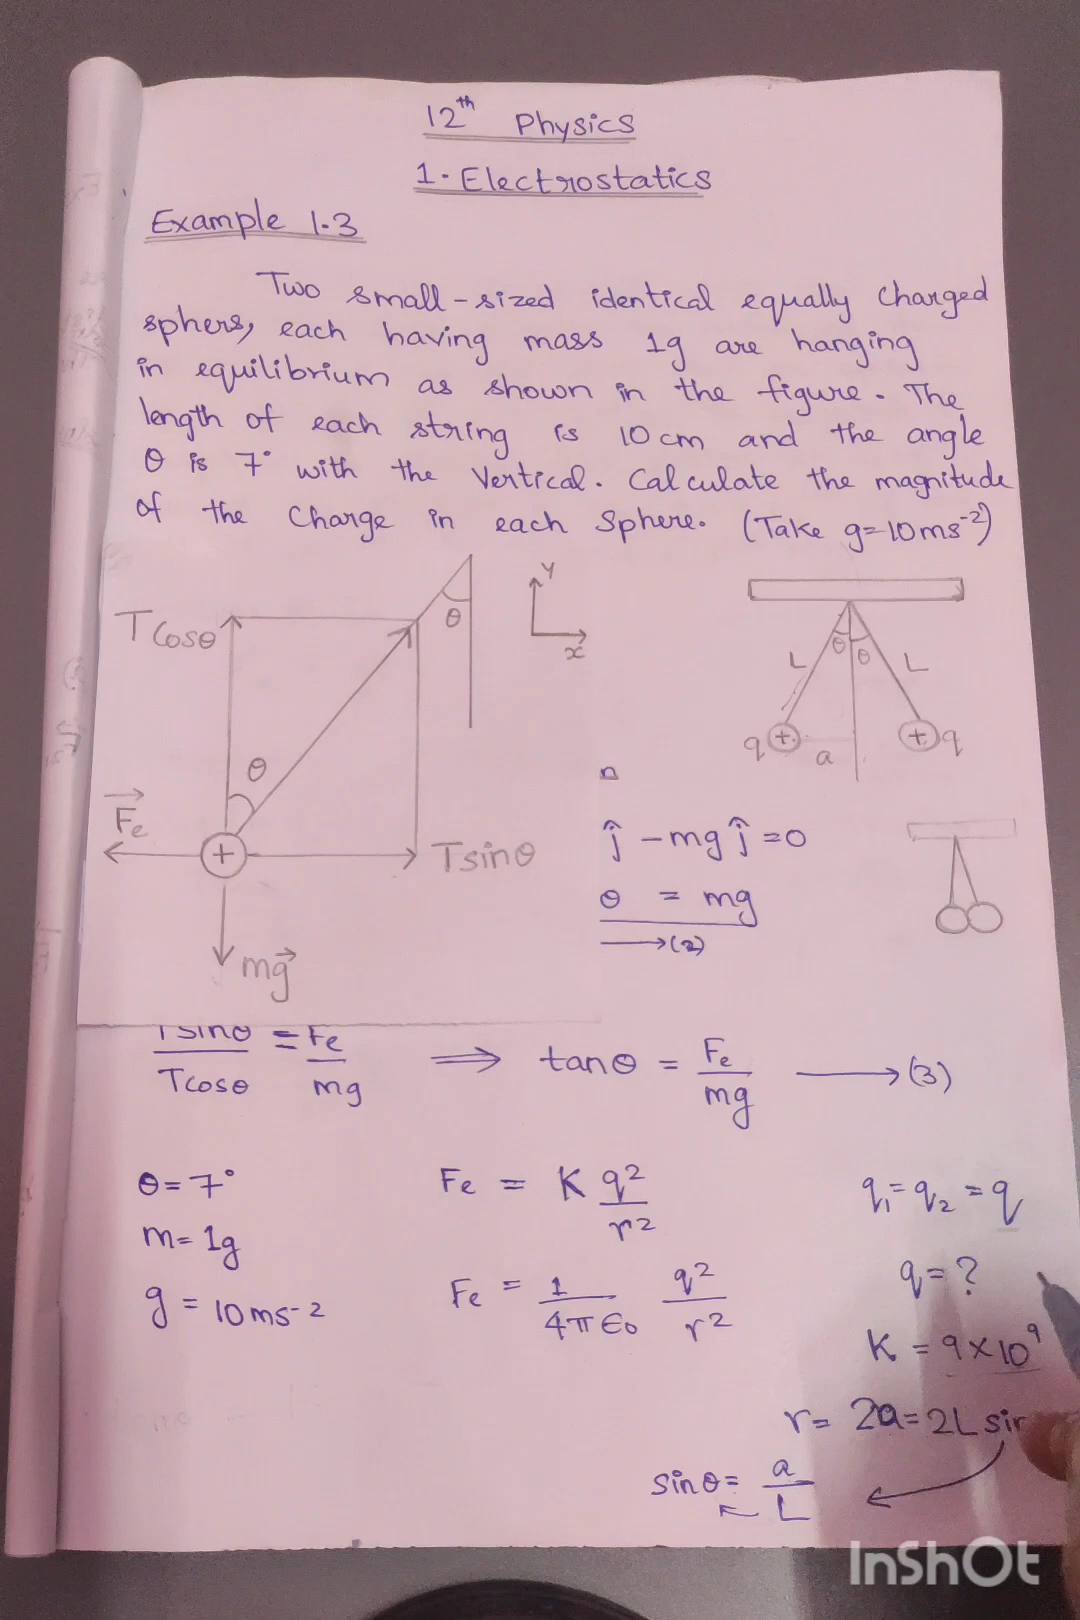 12th Physics
1. Electrostatics
Example 1.3
Two small-sized identical equally charged
sphers, each having mass 1g are hanging
in equilibrium as shown in the figure. The
length of each string is 10 cm and the angle
θ is 7° with the vertical. Calculate the magnitude
of the charge in each sphere. (Take g=10ms⁻²)
T cosθ
θ
y
x
θ
θ θ
L L
q + + q
a
θ
Fe
+
T sinθ
mg
ĵ - mg ĵ = 0
θ = mg
→(2)
Tsinθ/Tcosθ = Fe/mg ⟹ tanθ = Fe/mg →(3)
θ = 7°
m = 1g
g = 10 ms⁻²
Fe = K q²/r²
Fe = 1/4πε₀ q²/r²
q₁ = q₂ = q
q = ?
K = 9 × 10⁹
r = 2a = 2L
sinθ = a/L
InShOt